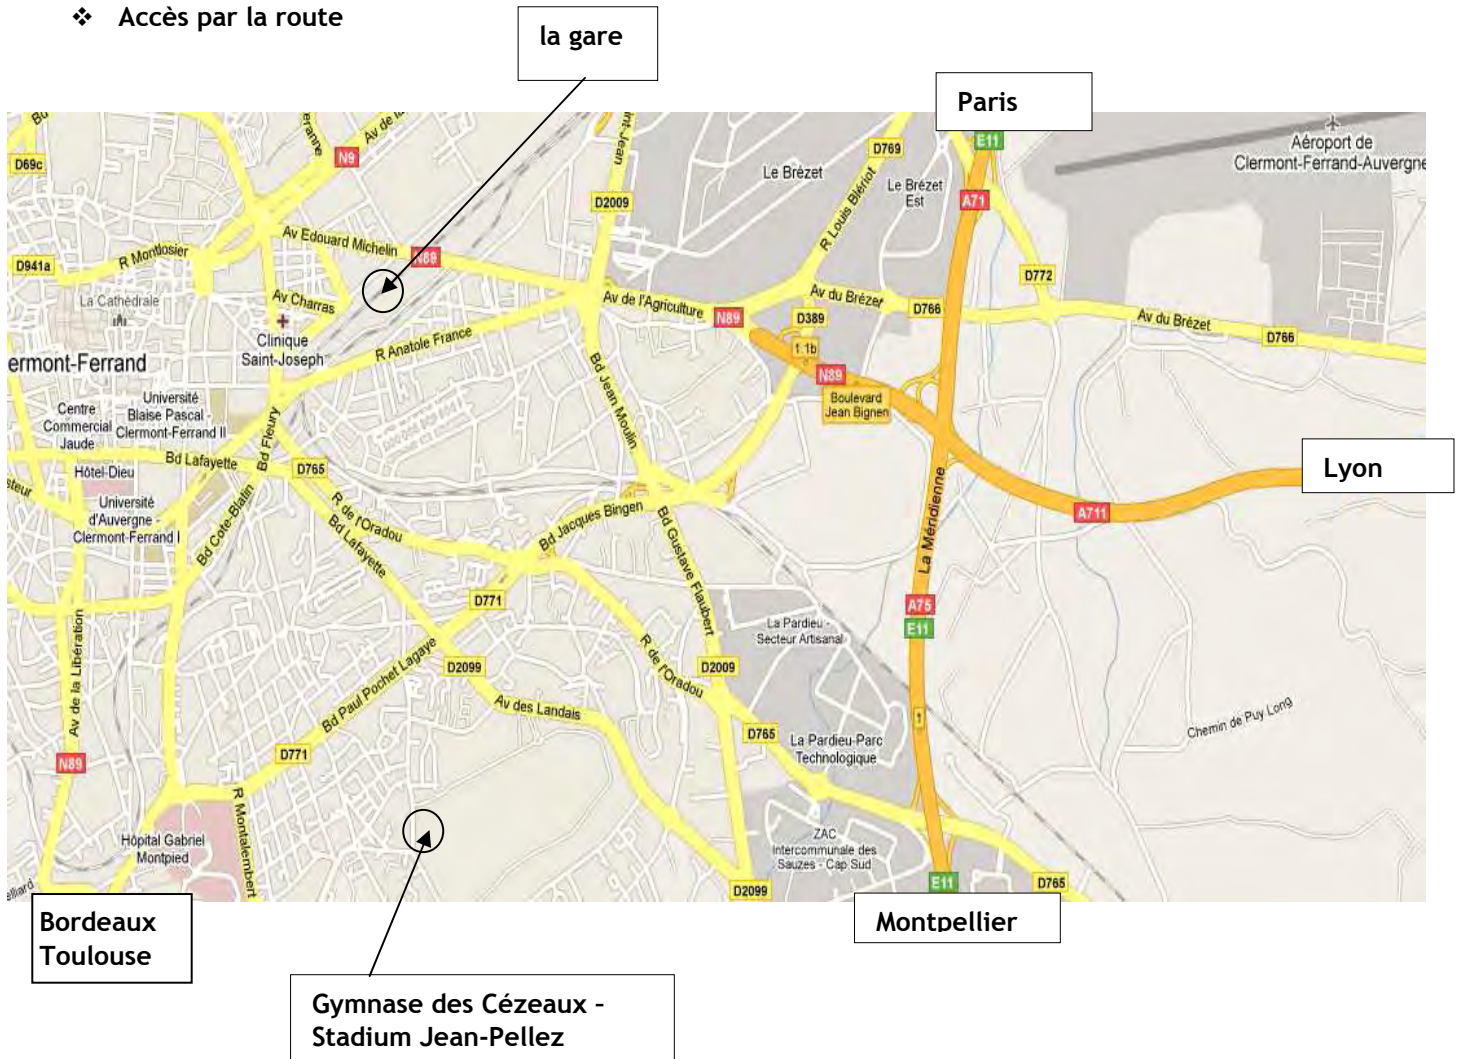 ❖ Accès par la route
la gare
Paris
E11
Aéroport de
Clermont-Ferrand-Auvergne
D69c
N9
Av de la
D769
Le Brézet
Le Brézet
Est
R Louis Blériot
A71
D2009
Av Edouard Michelin
N89
R Montlosier
D941a
La Cathédrale
Av Charras
Clinique
Saint-Joseph
R Anatole France
Av de l'Agriculture
N89
Av du Brézet
D389
D766
D772
Av du Brézet
D766
1.1b
N89
Boulevard
Jean Bignen
ermont-Ferrand
Université
Blaise Pascal -
Clermont-Ferrand II
Centre
Commercial
Jaude
Bd Fleury
Bd Jean Moulin
Bd Lafayette
D765
Hôtel-Dieu
Université
d'Auvergne -
Clermont-Ferrand I
Bd Cote-Blatin
R de l'Oradou
Bd Lafayette
Bd Jacques Bingen
Bd Gustave Flaubert
La Méridienne
Lyon
A711
A75
E11
D771
La Pardieu -
Secteur Artisanal
Av de la Libération
Bd Paul Pochet Lagaye
D2099
R de l'Oradou
D2009
Av des Landais
D765
La Pardieu-Parc
Technologique
1
Chemin de Puy Long
N89
D771
R Montalembert
Hôpital Gabriel
Montpied
ZAC
Intercommunale des
Sauzes - Cap Sud
D2099
E11
D765
Bordeaux
Toulouse
Montpellier
Gymnase des Cézeaux –
Stadium Jean-Pellez